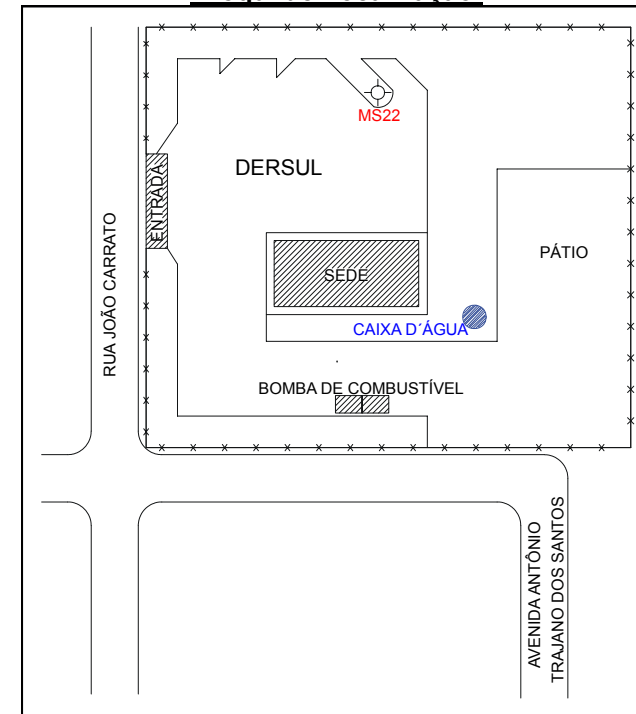 MS22
DERSUL
ENTRADA
RUA JOÃO CARRATO
PÁTIO
SEDE
CAIXA D´ÁGUA
BOMBA DE COMBUSTÍVEL
AVENIDA ANTÔNIO
TRAJANO DOS SANTOS